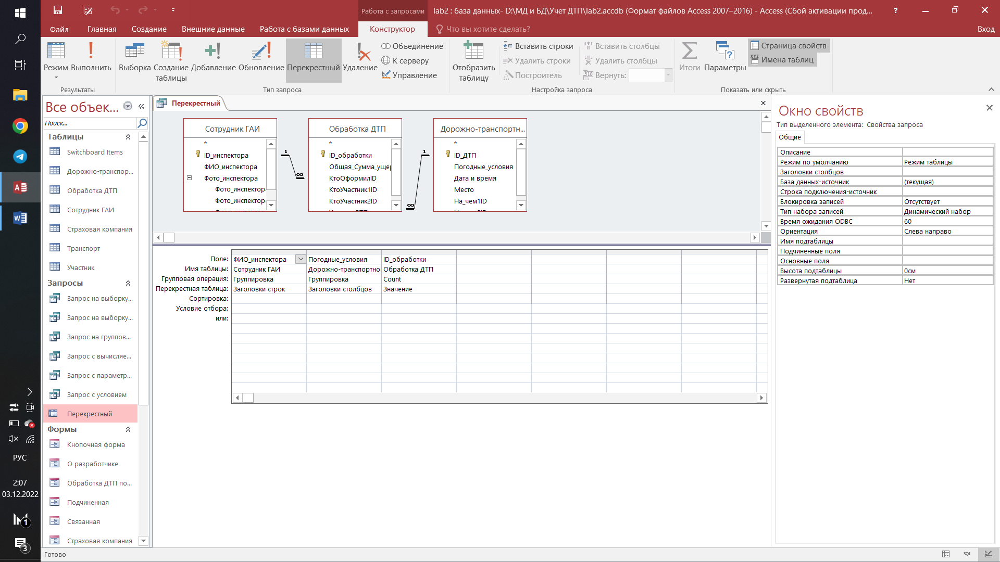 Работа с запросами
lab2 : база данных- D:\МД и БД\Учет ДТП\lab2.accdb (Формат файлов Access 2007–2016) - Access (Сбой активации прод...
?
Файл
Главная
Создание
Внешние данные
Работа с базами данных
Конструктор
Что вы хотите сделать?
Вход
Режим
Выполнить
Выборка
Создание таблицы
Добавление
Обновление
Перекрестный
Удаление
Объединение
К серверу
Управление
Отобразить таблицу
Вставить строки
Удалить строки
Построитель
Вставить столбцы
Удалить столбцы
Вернуть:
Итоги
Параметры
Страница свойств
Имена таблиц
Результаты
Тип запроса
Настройка запроса
Показать или скрыть
Все объек...
Поиск...
Таблицы
Switchboard Items
Дорожно-транспор...
Обработка ДТП
Сотрудник ГАИ
Страховая компания
Транспорт
Участник
Запросы
Запрос на выборку...
Запрос на выборку...
Запрос на группов...
Запрос с вычисляе...
Запрос с параметр...
Запрос с условием
Перекрестный
Формы
Кнопочная форма
О разработчике
Обработка ДТП по...
Подчиненная
Связанная
Страховая компания
Перекрестный
Сотрудник ГАИ
*
ID_инспектора
ФИО_инспектора
Фото_инспектора
Фото_инспектор
Фото_инспектор
1
∞
Обработка ДТП
*
ID_обработки
Общая_Сумма_уще
КтоОформилID
КтоУчастник1ID
КтоУчастник2ID
1
∞
Дорожно-транспортн...
*
ID_ДТП
Погодные_условия
Дата и время
Место
На_чем1ID
Поле: ФИО_инспектора Погодные_условия ID_обработки
Имя таблицы: Сотрудник ГАИ Дорожно-транспортно Обработка ДТП
Групповая операция: Группировка Группировка Count
Перекрестная таблица: Заголовки строк Заголовки столбцов Значение
Сортировка:
Условие отбора:
или:
Окно свойств
Тип выделенного элемента: Свойства запроса
Общие
Описание
Режим по умолчанию Режим таблицы
Заголовки столбцов
База данных-источник (текущая)
Строка подключения-источник
Блокировка записей Отсутствует
Тип набора записей Динамический набор
Время ожидания ODBC 60
Ориентация Слева направо
Имя подтаблицы
Подчиненные поля
Основные поля
Высота подтаблицы 0см
Развернутая подтаблица Нет
РУС
2:07
03.12.2022
1
3
Готово
SQL